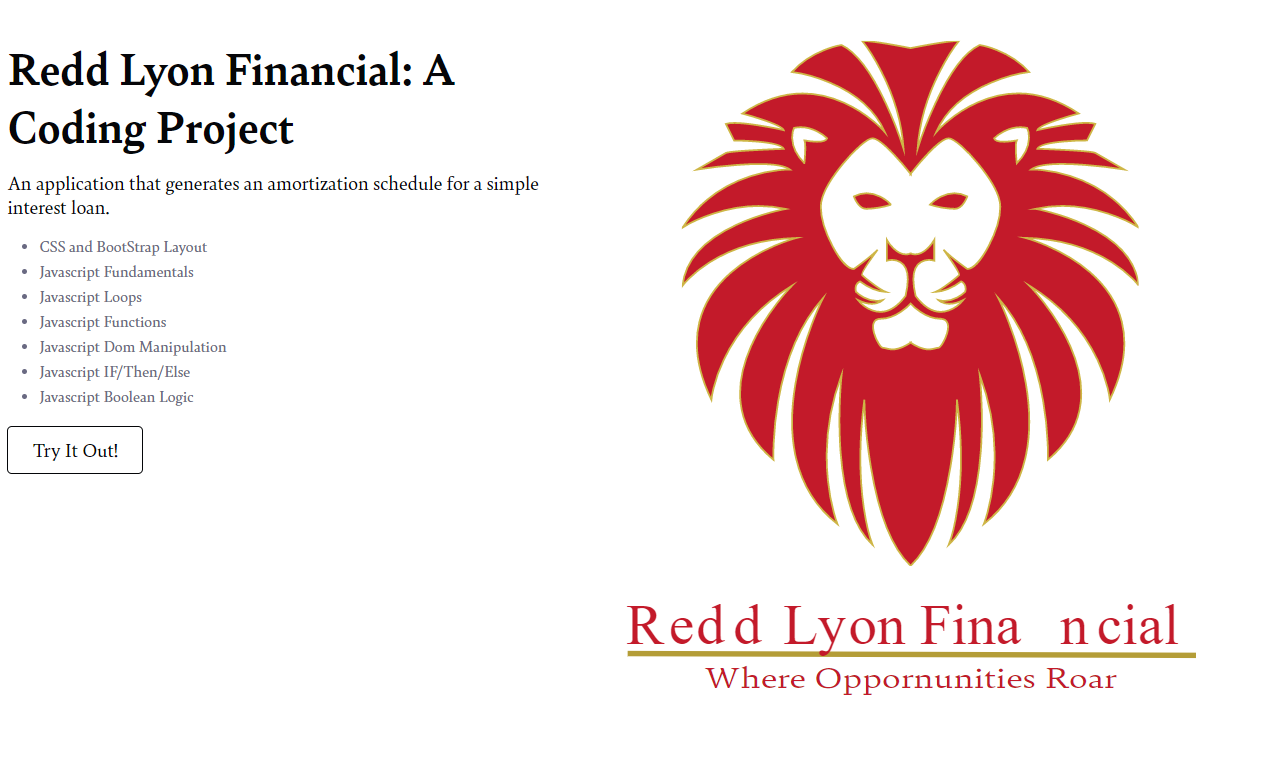 Redd Lyon Financial: A
Coding Project
An application that generates an amortization schedule for a simple
interest loan.
CSS and BootStrap Layout
Javascript Fundamentals
Javascript Loops
Javascript Functions
Javascript Dom Manipulation
Javascript IF/Then/Else
Javascript Boolean Logic
Try It Out!
Redd Lyon Financial
Where Oppornunities Roar